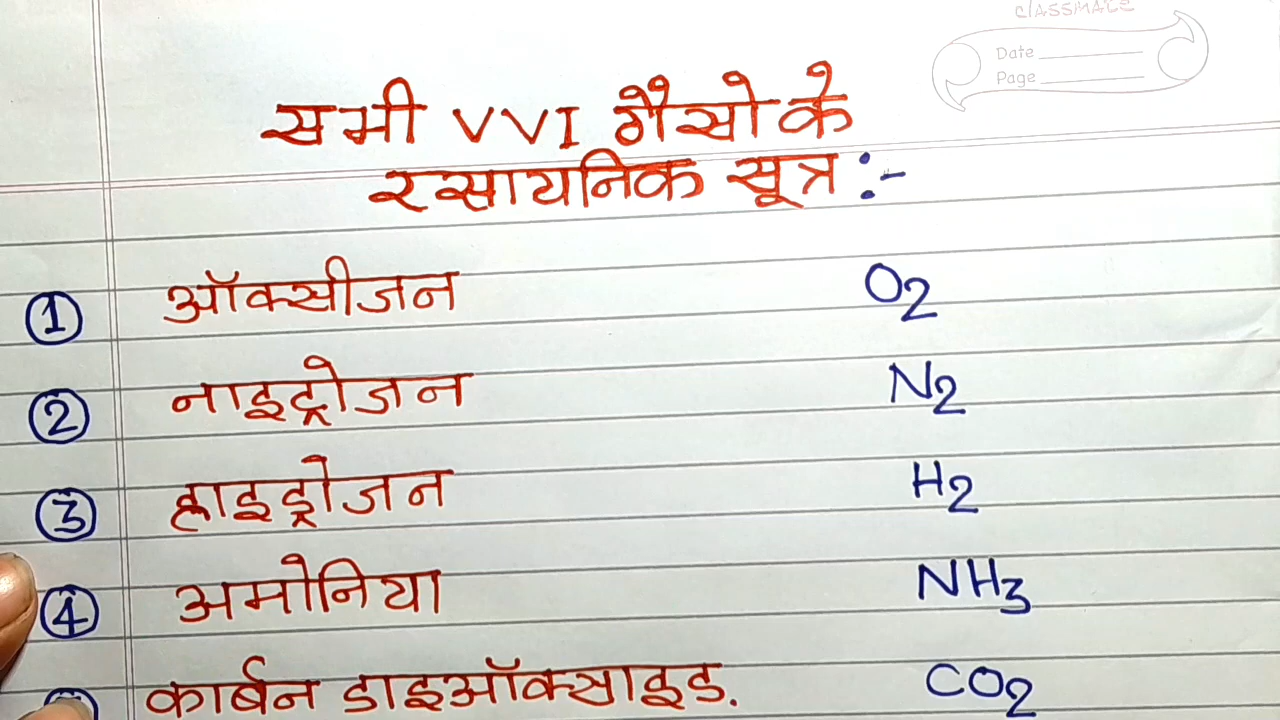 classmate
Date
Page
सभी VVI गैसो के
रसायनिक सूत्र :-
① ऑक्सीजन O2
② नाइट्रोजन N2
③ हाइड्रोजन H2
④ अमोनिया NH3
कार्बन डाइऑक्साइड. CO2